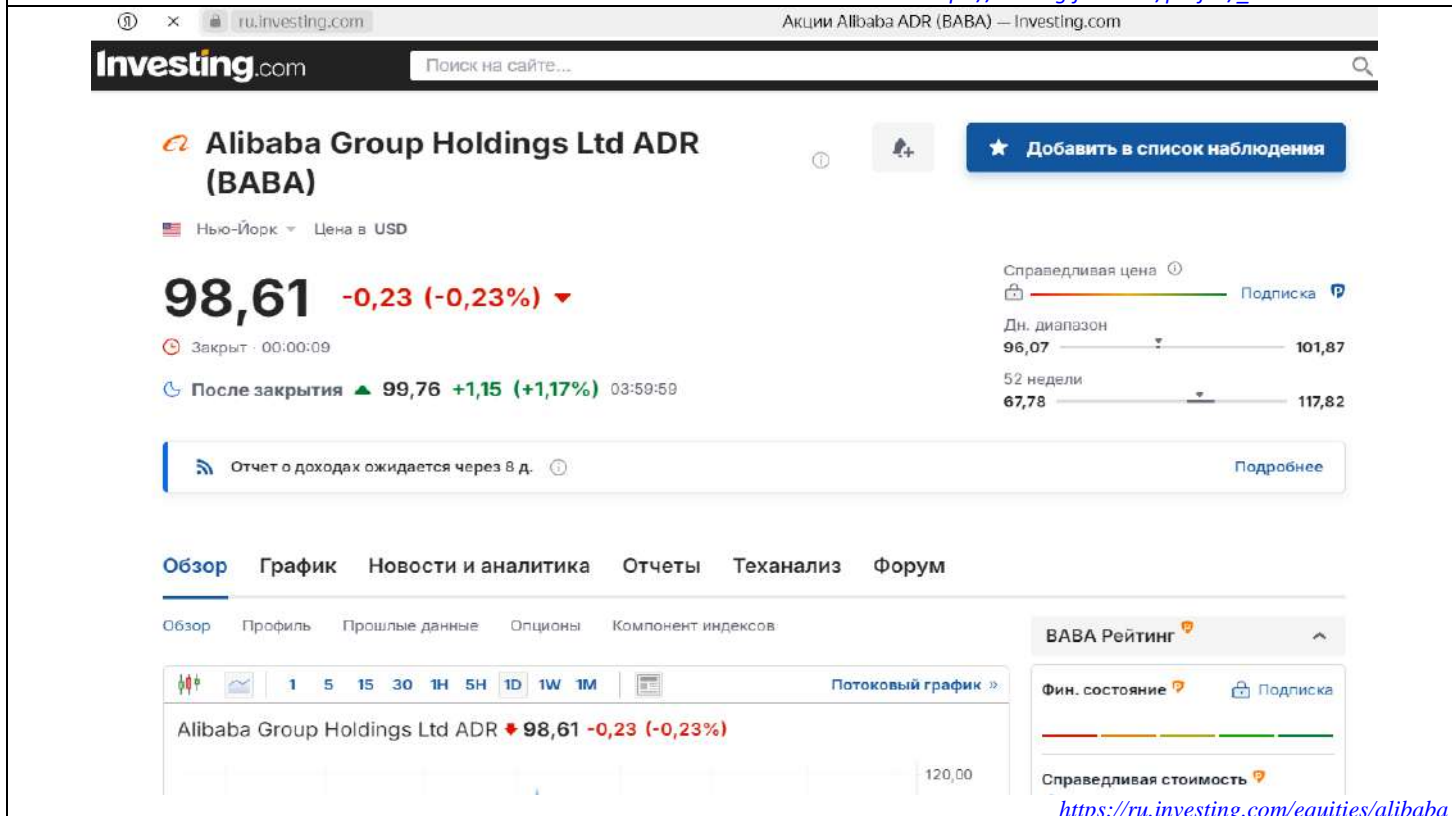 ru.investing.com
Акции Alibaba ADR (BABA) — Investing.com
Investing.com
Поиск на сайте...
Alibaba Group Holdings Ltd ADR
(BABA)
Добавить в список наблюдения
Нью-Йорк Цена в USD
98,61 -0,23 (-0,23%)
Справедливая цена
Подписка
Закрыт · 00:00:09
Дн. диапазон
96,07 101,87
После закрытия 99,76 +1,15 (+1,17%) 03:59:59
52 недели
67,78 117,82
Отчет о доходах ожидается через 8 д.
Подробнее
Обзор График Новости и аналитика Отчеты Теханализ Форум
Обзор Профиль Прошлые данные Опционы Компонент индексов
BABA Рейтинг
1 5 15 30 1H 5H 1D 1W 1M
Потоковый график »
Фин. состояние Подписка
Alibaba Group Holdings Ltd ADR 98,61 -0,23 (-0,23%)
120,00
Справедливая стоимость
https://ru.investing.com/equities/alibaba